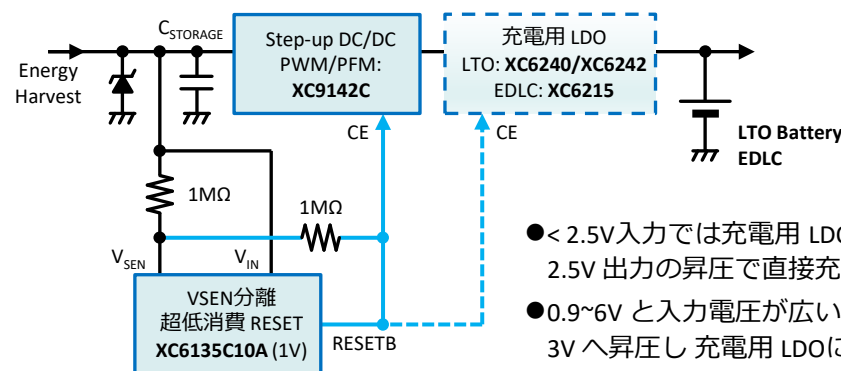 C_STORAGE
Energy
Harvest
Step-up DC/DC
PWM/PFM:
XC9142C
充電用 LDO
LTO: XC6240/XC6242
EDLC: XC6215
CE
CE
LTO Battery
EDLC
1MΩ
1MΩ
V_SEN
V_IN
VSEN分離
超低消費 RESET
XC6135C10A (1V)
RESETB
●< 2.5V入力では充電用 LDO
2.5V 出力の昇圧で直接充
●0.9~6V と入力電圧が広い
3V へ昇圧し 充電用 LDOに